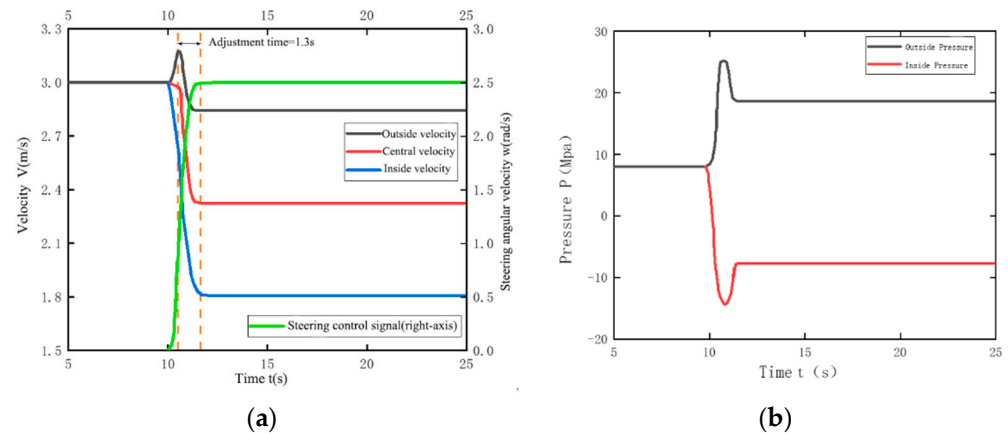 3.3
3.0
2.7
2.4
2.1
1.8
1.5
Velocity V(m/s)
5
10
15
20
25
5
10
15
20
25
Time t(s)
3.0
2.5
2.0
1.5
1.0
0.5
0.0
Steering angular velocity w(rad/s)
Adjustment time=1.3s
Outside velocity
Central velocity
Inside velocity
Steering control signal(right-axis)
(a)
30
20
10
0
-10
-20
Pressure P (Mpa)
5
10
15
20
25
Time t (s)
Outside Pressure
Inside Pressure
(b)